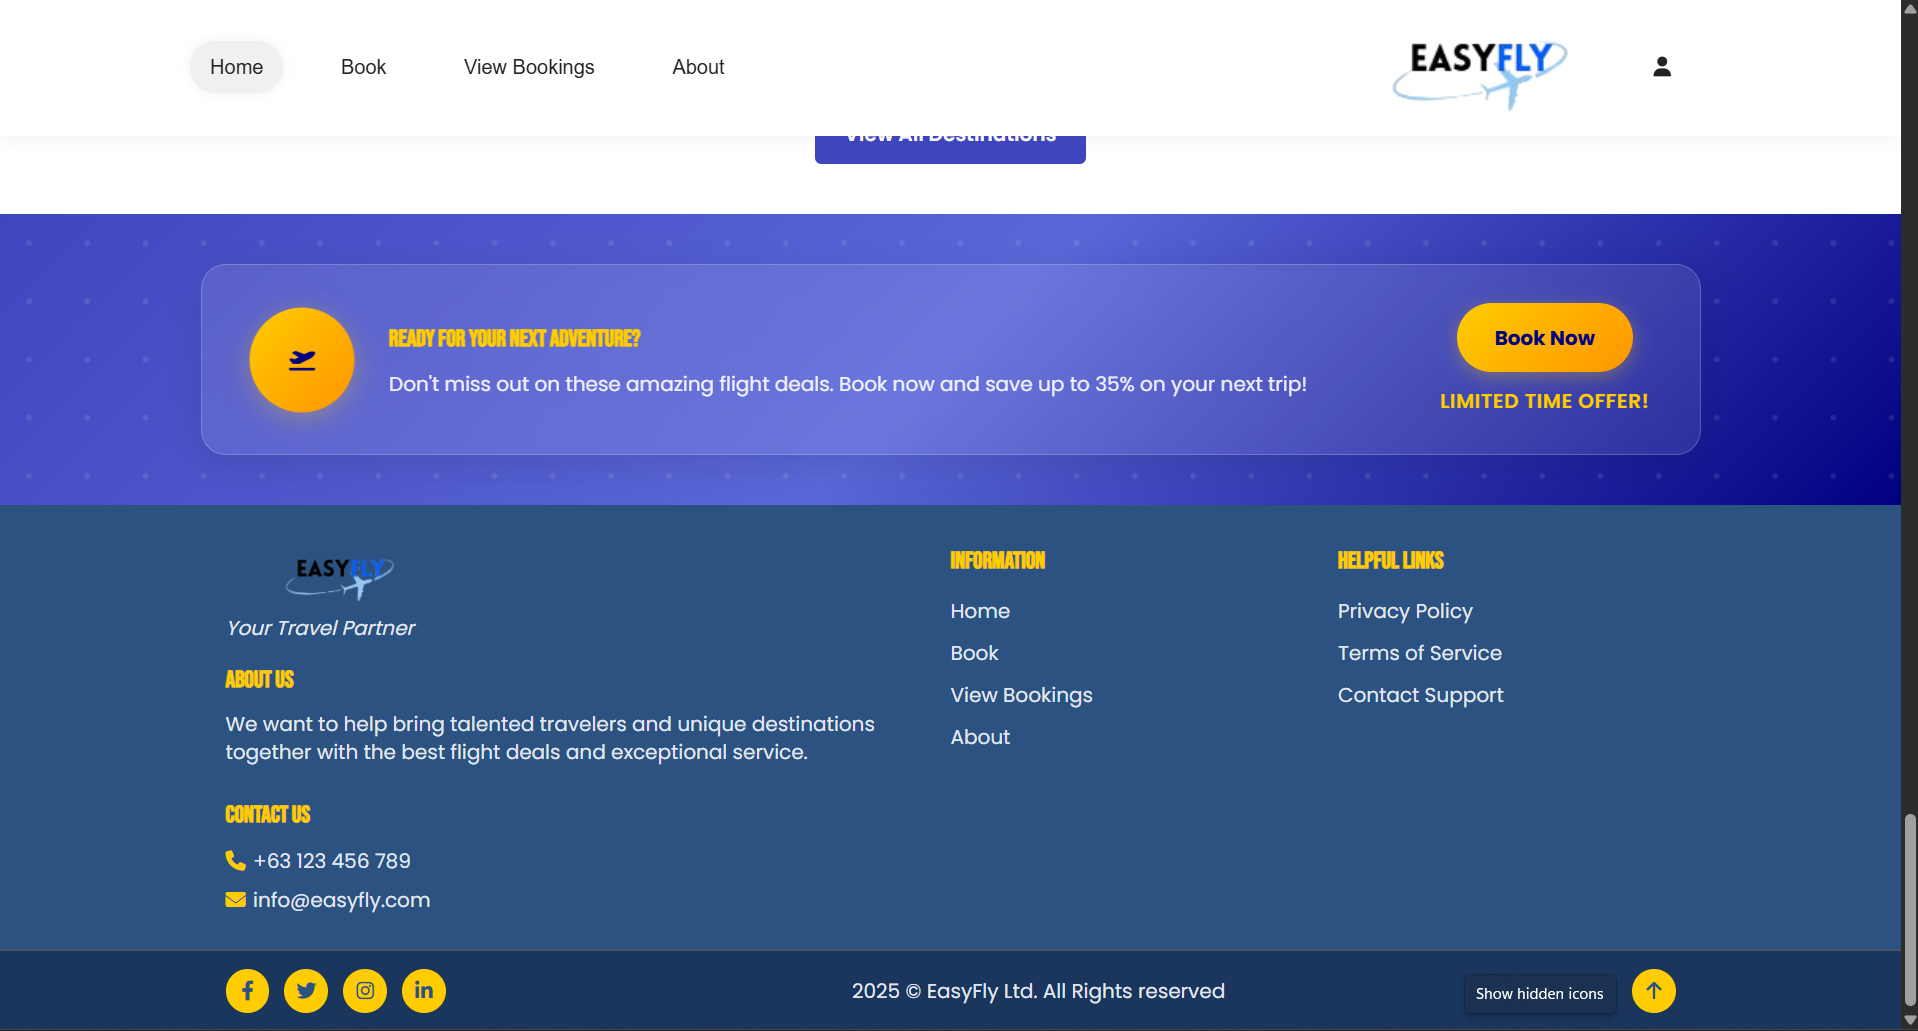 Home
Book
View Bookings
About
EASYFLY
View All Destinations
READY FOR YOUR NEXT ADVENTURE?
Don't miss out on these amazing flight deals. Book now and save up to 35% on your next trip!
Book Now
LIMITED TIME OFFER!
EASYFLY
Your Travel Partner
ABOUT US
We want to help bring talented travelers and unique destinations
together with the best flight deals and exceptional service.
CONTACT US
+63 123 456 789
info@easyfly.com
INFORMATION
Home
Book
View Bookings
About
HELPFUL LINKS
Privacy Policy
Terms of Service
Contact Support
2025 © EasyFly Ltd. All Rights reserved
Show hidden icons